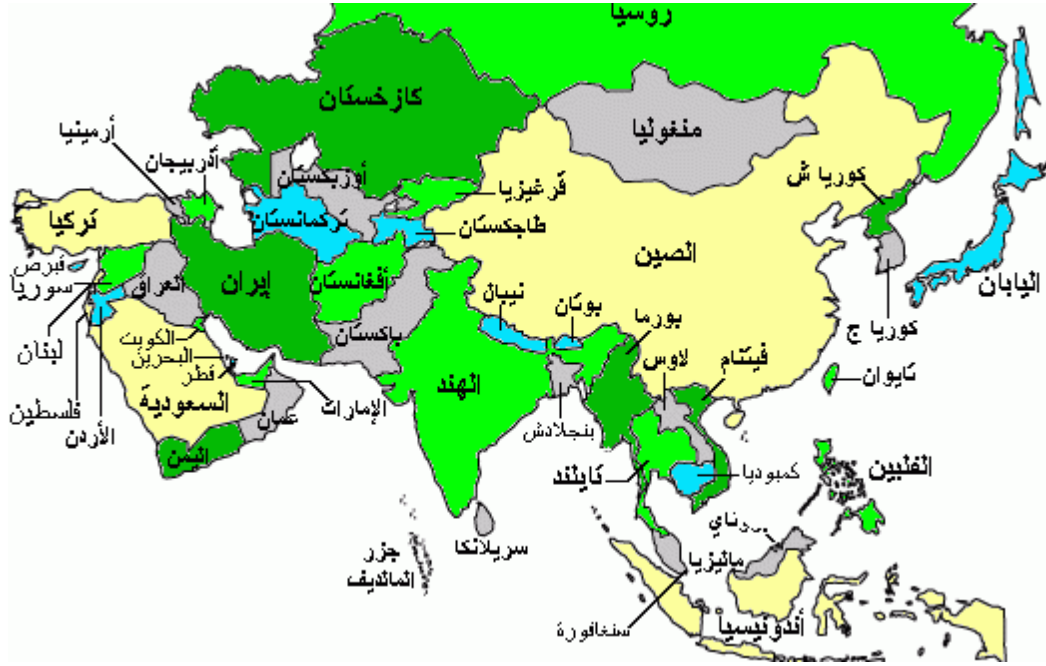 روسيا
كازخستان
منغوليا
أرمينيا
أذربيجان
أوزبكستان
قرغيزيا
كوريا ش
تركيا
تركمانستان
طاجكستان
الصين
قبرص
سوريا
العراق
إيران
أفغانستان
اليابان
نيبال
بوتان
بورما
كوريا ج
لبنان
الكويت
باكستان
البحرين
قطر
لاوس
فيتنام
تايوان
الهند
السعودية
فلسطين
الأردن
الإمارات
عمان
بنجلادش
اليمن
تايلند
كمبوديا
الفلبين
سريلانكا
جزر
المالديف
ماليزيا
سنغافورة
أندونيسيا